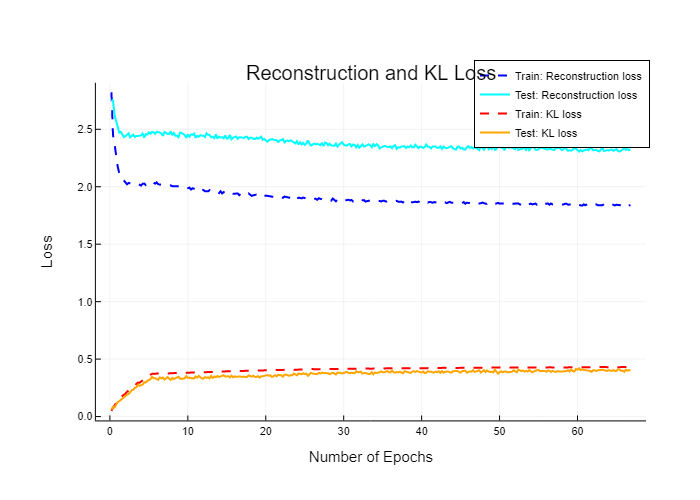 Reconstruction and KL Loss
Train: Reconstruction loss
Test: Reconstruction loss
Train: KL loss
Test: KL loss
Loss
2.5
2.0
1.5
1.0
0.5
0.0
0 10 20 30 40 50 60
Number of Epochs